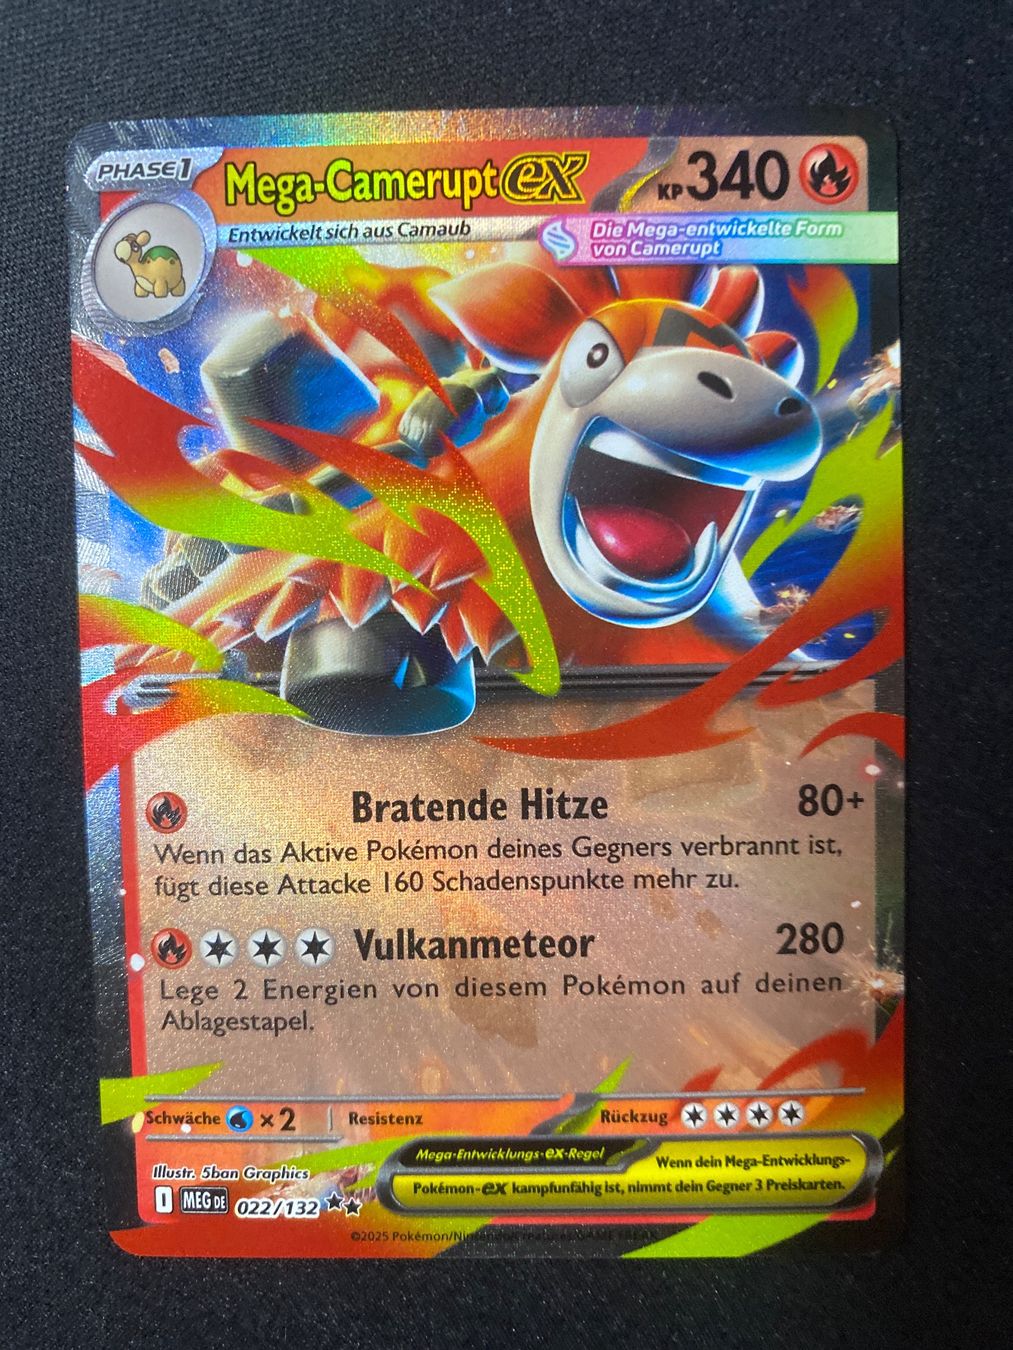 PHASE 1
Mega-Camerupt ex
KP 340
Entwickelt sich aus Camaub
Die Mega-entwickelte Form
von Camerupt
Bratende Hitze 80+
Wenn das Aktive Pokémon deines Gegners verbrannt ist,
fügt diese Attacke 160 Schadenspunkte mehr zu.
Vulkanmeteor 280
Lege 2 Energien von diesem Pokémon auf deinen
Ablagestapel.
Schwäche ×2 Resistenz Rückzug
Mega-Entwicklungs-ex-Regel
Wenn dein Mega-Entwicklungs-
Pokémon-ex kampfunfähig ist, nimmt dein Gegner 3 Preiskarten.
Illustr. 5ban Graphics
I MEG DE 022/132
©2025 Pokémon/Nintendo/Creatures/GAME FREAK